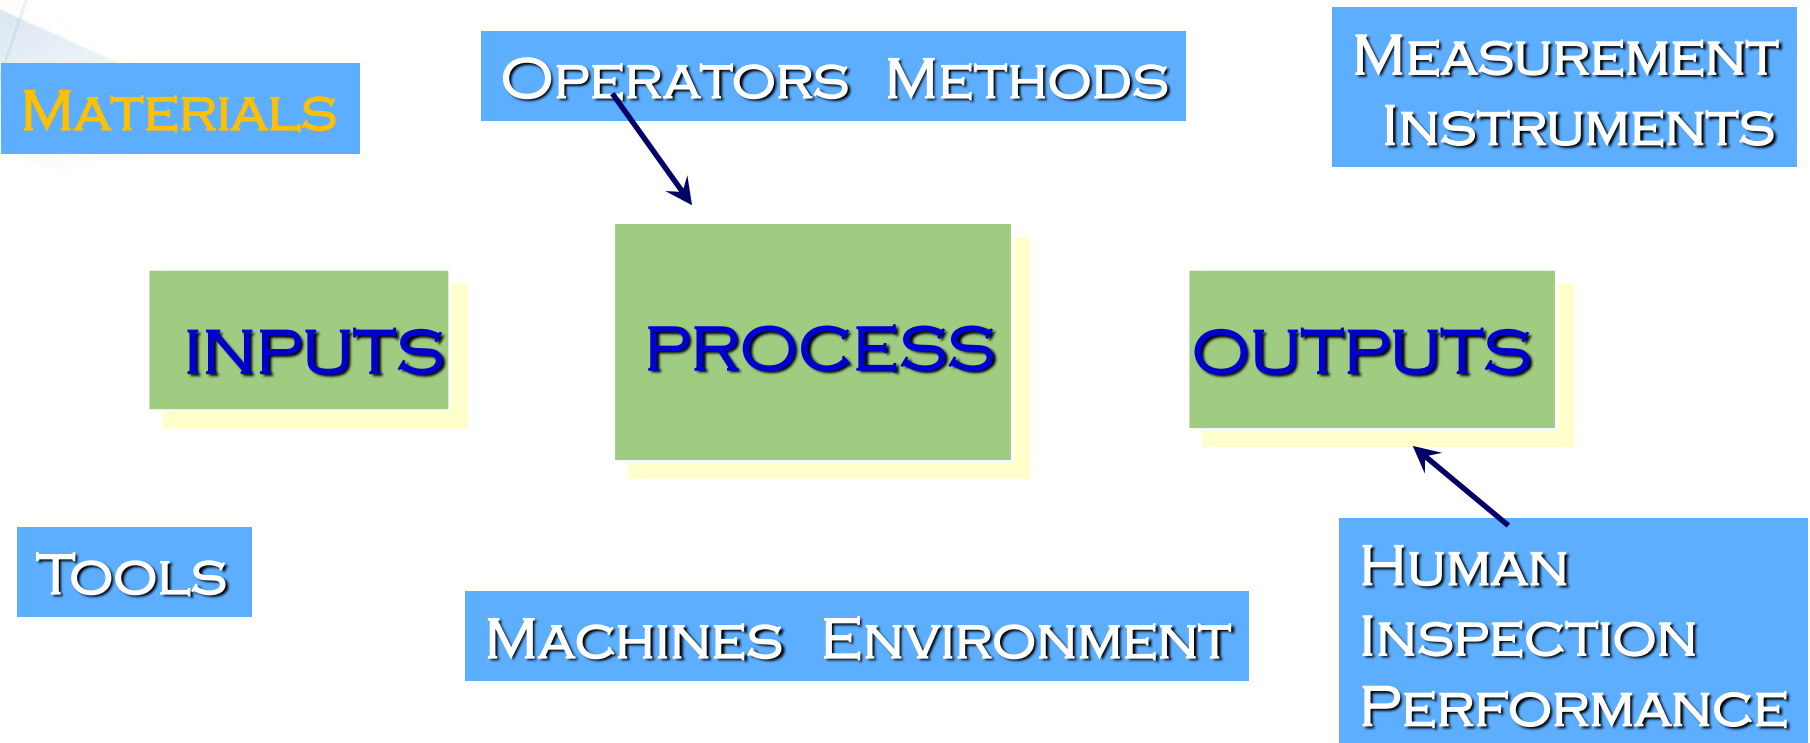 Materials
Operators Methods
Measurement
Instruments
INPUTS
PROCESS
OUTPUTS
Tools
Machines Environment
Human
Inspection
Performance